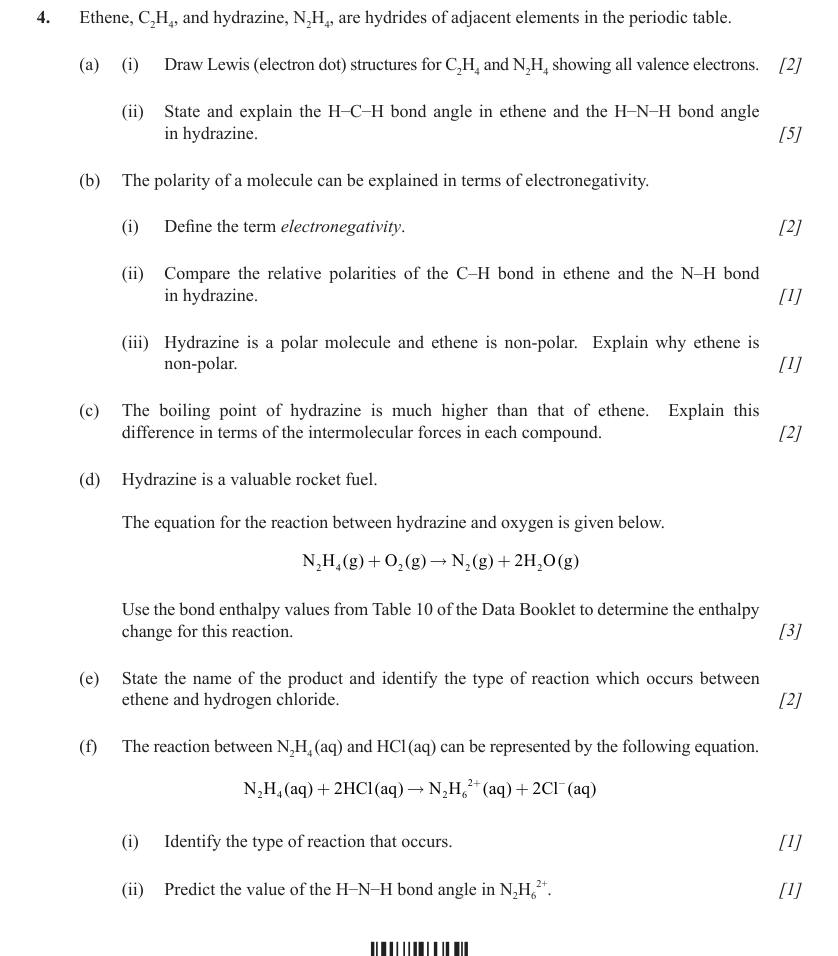 4. Ethene, C₂H₄, and hydrazine, N₂H₄, are hydrides of adjacent elements in the periodic table.
(a) (i) Draw Lewis (electron dot) structures for C₂H₄ and N₂H₄ showing all valence electrons. [2]
(ii) State and explain the H–C–H bond angle in ethene and the H–N–H bond angle
in hydrazine. [5]
(b) The polarity of a molecule can be explained in terms of electronegativity.
(i) Define the term electronegativity. [2]
(ii) Compare the relative polarities of the C–H bond in ethene and the N–H bond
in hydrazine. [1]
(iii) Hydrazine is a polar molecule and ethene is non-polar. Explain why ethene is
non-polar. [1]
(c) The boiling point of hydrazine is much higher than that of ethene. Explain this
difference in terms of the intermolecular forces in each compound. [2]
(d) Hydrazine is a valuable rocket fuel.
The equation for the reaction between hydrazine and oxygen is given below.
N₂H₄(g) + O₂(g) → N₂(g) + 2H₂O(g)
Use the bond enthalpy values from Table 10 of the Data Booklet to determine the enthalpy
change for this reaction. [3]
(e) State the name of the product and identify the type of reaction which occurs between
ethene and hydrogen chloride. [2]
(f) The reaction between N₂H₄(aq) and HCl(aq) can be represented by the following equation.
N₂H₄(aq) + 2HCl(aq) → N₂H₆²⁺(aq) + 2Cl⁻(aq)
(i) Identify the type of reaction that occurs. [1]
(ii) Predict the value of the H–N–H bond angle in N₂H₆²⁺. [1]